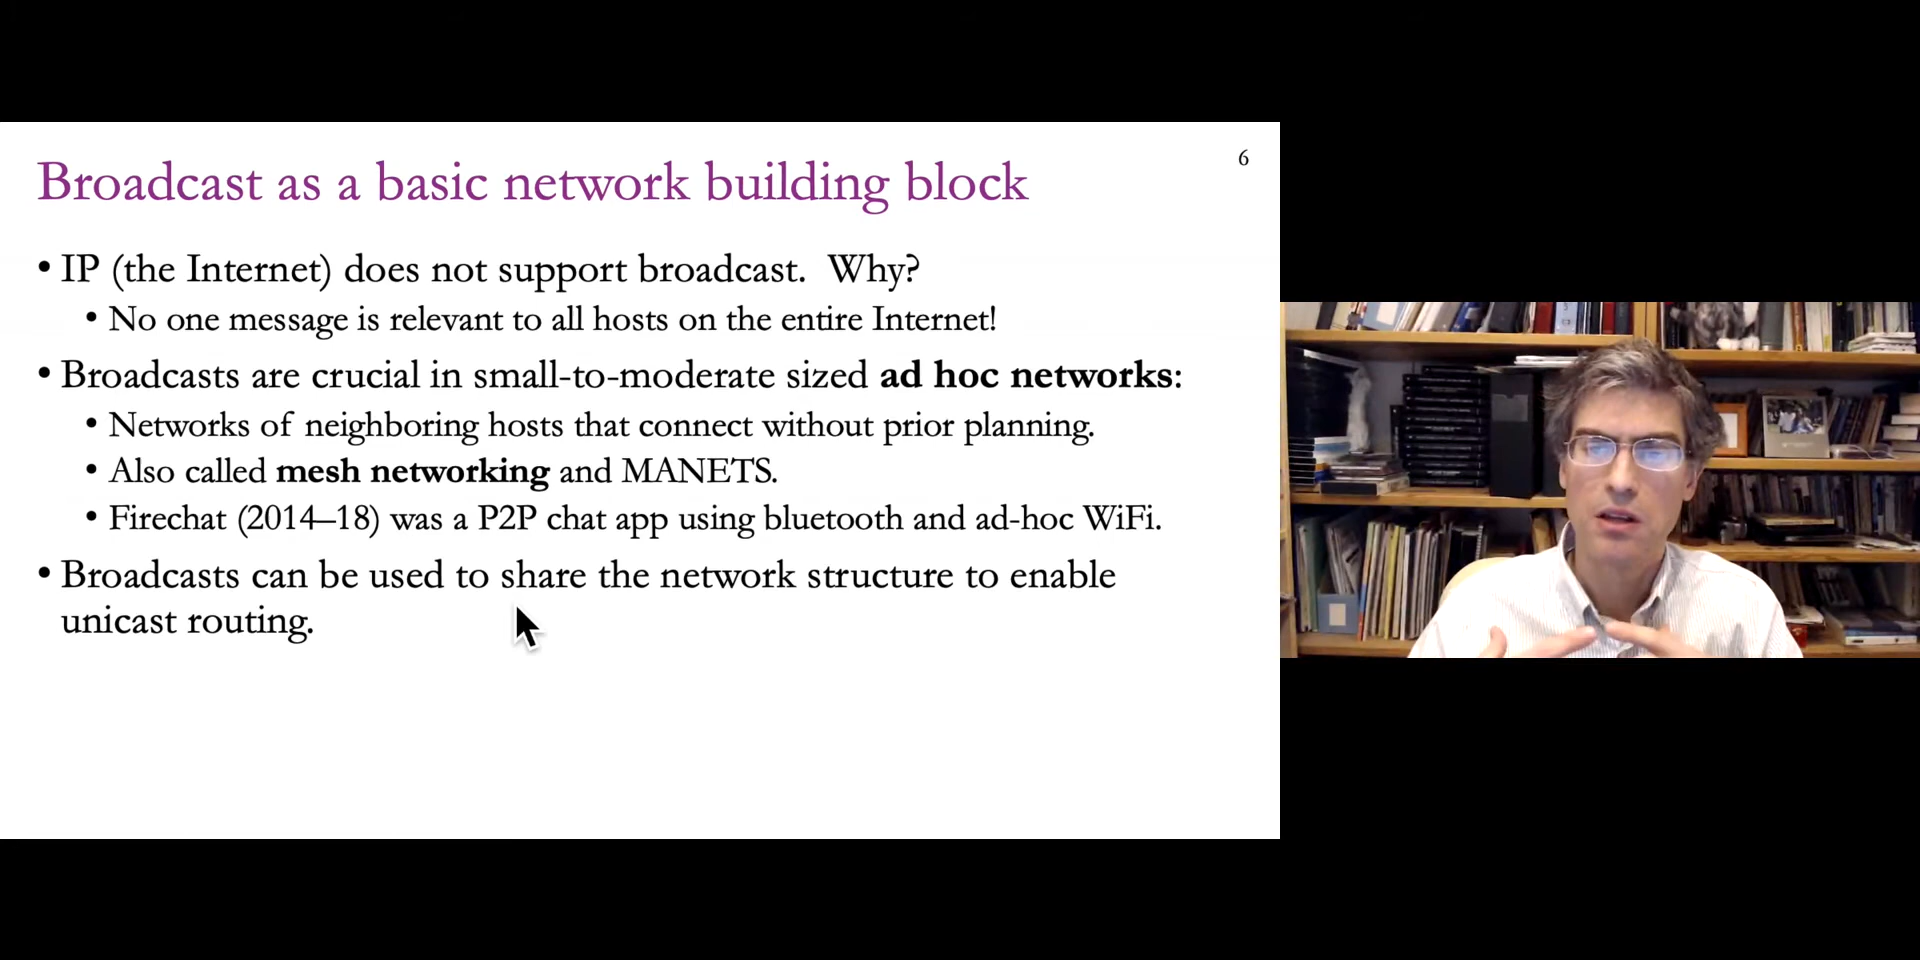 6
Broadcast as a basic network building block
• IP (the Internet) does not support broadcast. Why?
• No one message is relevant to all hosts on the entire Internet!
• Broadcasts are crucial in small-to-moderate sized ad hoc networks:
• Networks of neighboring hosts that connect without prior planning.
• Also called mesh networking and MANETS.
• Firechat (2014–18) was a P2P chat app using bluetooth and ad-hoc WiFi.
• Broadcasts can be used to share the network structure to enable
unicast routing.